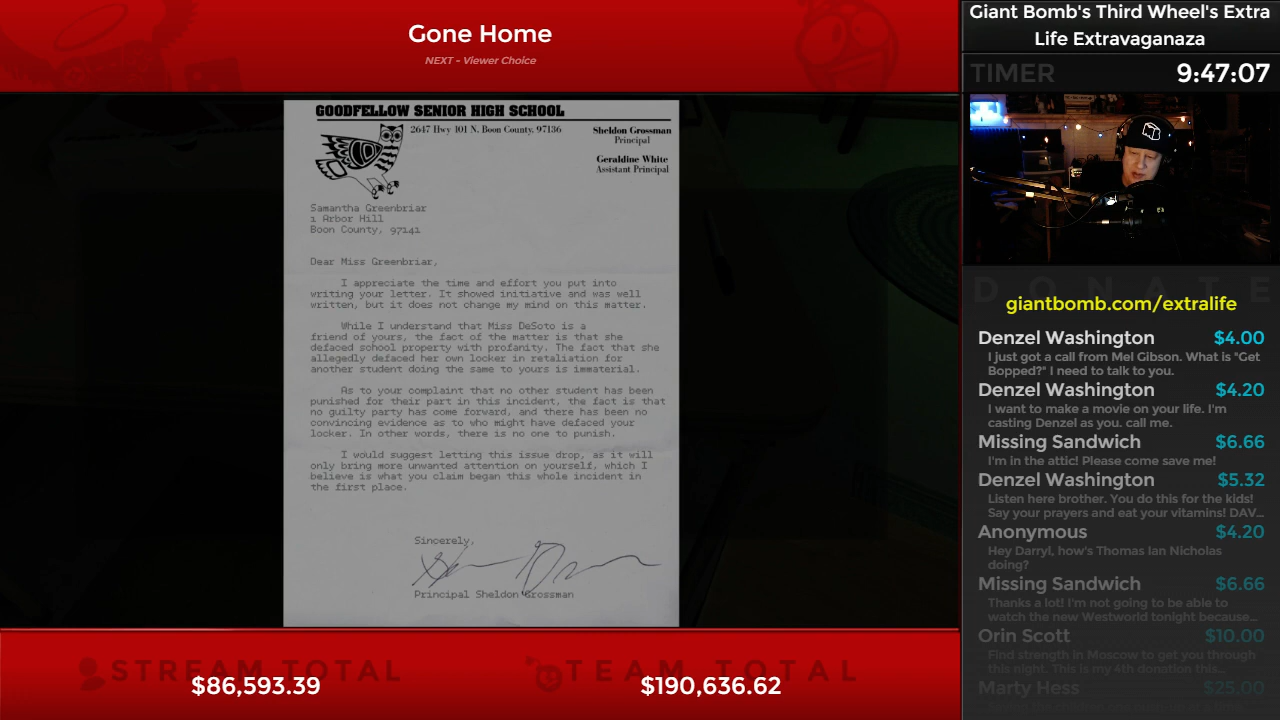 Gone Home
NEXT - Viewer Choice
Giant Bomb's Third Wheel's Extra
Life Extravaganaza
TIMER
9:47:07
GOODFELLOW SENIOR HIGH SCHOOL
2647 Hwy 101 N, Boon County, 97136
Sheldon Grossman
Principal
Geraldine White
Assistant Principal
Samantha Greenbriar
1 Arbor Hill
Boon County, 97141
Dear Miss Greenbriar,
I appreciate the time and effort you put into
writing your letter. It showed initiative and was well
written, but it does not change my mind on this matter.
While I understand that Miss DeSoto is a
friend of yours, the fact of the matter is that she
defaced school property with profanity. The fact that she
allegedly defaced her own locker in retaliation for
another student doing the same to yours is immaterial.
As to your complaint that no other student has been
punished for their part in this incident, the fact is that
no guilty party has come forward, and there has been no
convincing evidence as to who might have defaced your
locker. In other words, there is no one to punish.
I would suggest letting this issue drop, as it will
only bring more unwanted attention on yourself, which I
believe is what you claim began this whole incident in
the first place.
Sincerely,
Principal Sheldon Grossman
DONATE
giantbomb.com/extralife
Denzel Washington $4.00
I just got a call from Mel Gibson. What is "Get
Bopped?" I need to talk to you.
Denzel Washington $4.20
I want to make a movie on your life. I'm
casting Denzel as you. call me.
Missing Sandwich $6.66
I'm in the attic! Please come save me!
Denzel Washington $5.32
Listen here brother. You do this for the kids!
Say your prayers and eat your vitamins! DAV...
Anonymous $4.20
Hey Darryl, how's Thomas Ian Nicholas
doing?
Missing Sandwich $6.66
Thanks a lot! I'm not going to be able to
watch the new Westworld tonight because...
Orin Scott $10.00
Find strength in Moscow to get you through
this night. This is my 4th donation this...
Marty Hess $25.00
STREAM TOTAL
$86,593.39
TEAM TOTAL
$190,636.62